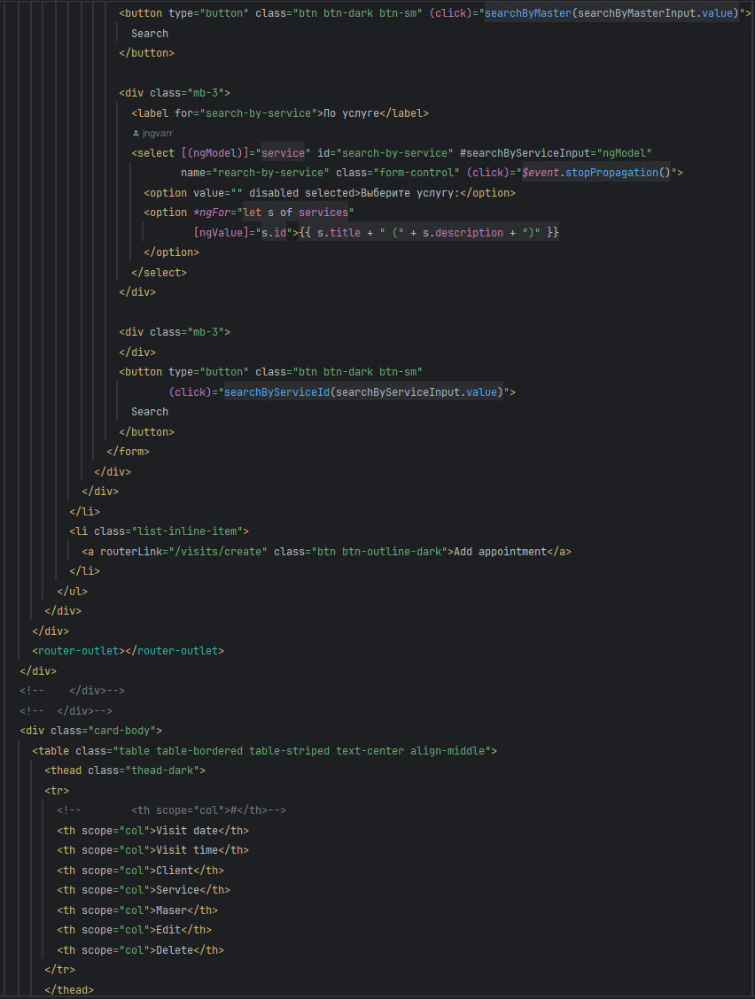 <button type="button" class="btn btn-dark btn-sm" (click)="searchByMaster(searchByMasterInput.value)">
Search
</button>
<div class="mb-3">
<label for="search-by-service">По услуге</label>
jngvarr
<select [(ngModel)]="service" id="search-by-service" #searchByServiceInput="ngModel"
name="rearch-by-service" class="form-control" (click)="$event.stopPropagation()">
<option value="" disabled selected>Выберите услугу:</option>
<option *ngFor="let s of services"
[ngValue]="s.id">{{ s.title + " (" + s.description + ")" }}
</option>
</select>
</div>
<div class="mb-3">
</div>
<button type="button" class="btn btn-dark btn-sm"
(click)="searchByServiceId(searchByServiceInput.value)">
Search
</button>
</form>
</div>
</div>
</li>
<li class="list-inline-item">
<a routerLink="/visits/create" class="btn btn-outline-dark">Add appointment</a>
</li>
</ul>
</div>
</div>
<router-outlet></router-outlet>
</div>
<!--    </div>-->
<!--  </div>-->
<div class="card-body">
<table class="table table-bordered table-striped text-center align-middle">
<thead class="thead-dark">
<tr>
<!--        <th scope="col">#</th>-->
<th scope="col">Visit date</th>
<th scope="col">Visit time</th>
<th scope="col">Client</th>
<th scope="col">Service</th>
<th scope="col">Maser</th>
<th scope="col">Edit</th>
<th scope="col">Delete</th>
</tr>
</thead>